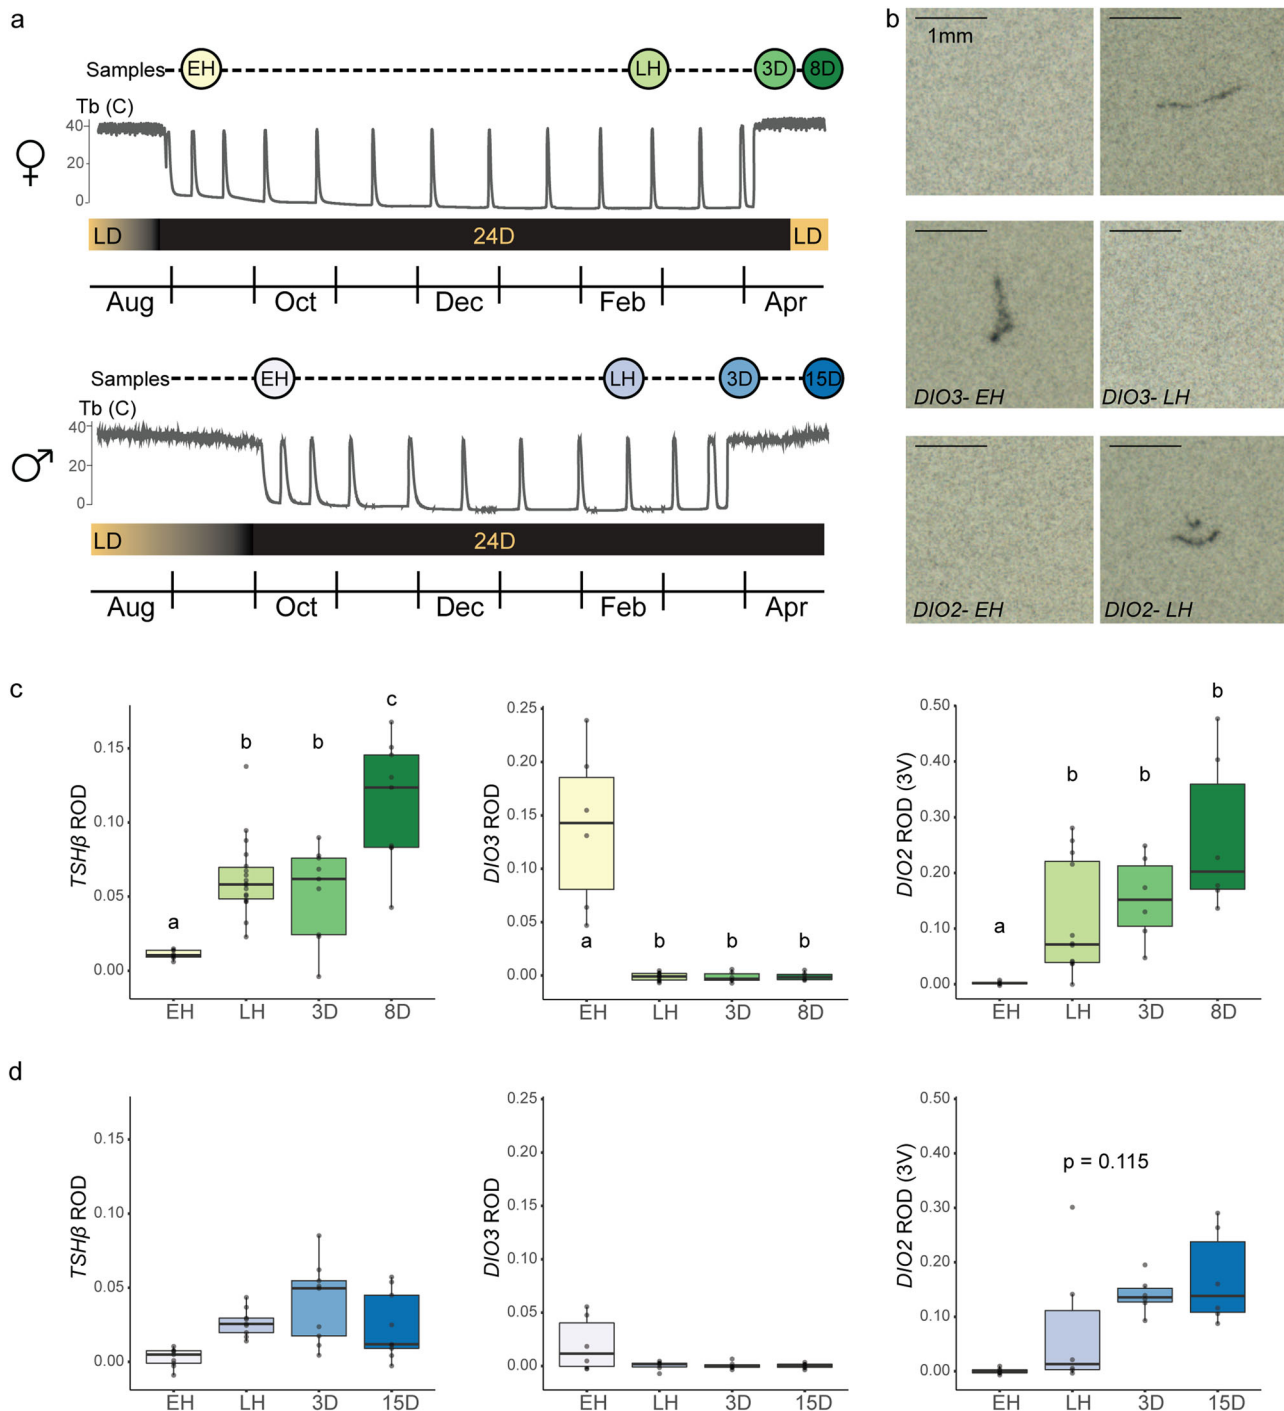 a
Samples EH LH 3D 8D
Tb (C)
40
20
0
♀
LD 24D LD
Aug Oct Dec Feb Apr
Samples EH LH 3D 15D
Tb (C)
40
20
0
♂
LD 24D
Aug Oct Dec Feb Apr
b
1mm
DIO3- EH
DIO3- LH
DIO2- EH
DIO2- LH
c
TSHβ ROD
0.15
0.10
0.05
0.00
a b b c
EH LH 3D 8D
DIO3 ROD
0.25
0.20
0.15
0.10
0.05
0.00
a b b b
EH LH 3D 8D
DIO2 ROD (3V)
0.50
0.40
0.30
0.20
0.10
0.00
a b b b
EH LH 3D 8D
d
TSHβ ROD
0.15
0.10
0.05
0.00
EH LH 3D 15D
DIO3 ROD
0.25
0.20
0.15
0.10
0.05
0.00
EH LH 3D 15D
DIO2 ROD (3V)
0.50
0.40
0.30
0.20
0.10
0.00
p = 0.115
EH LH 3D 15D